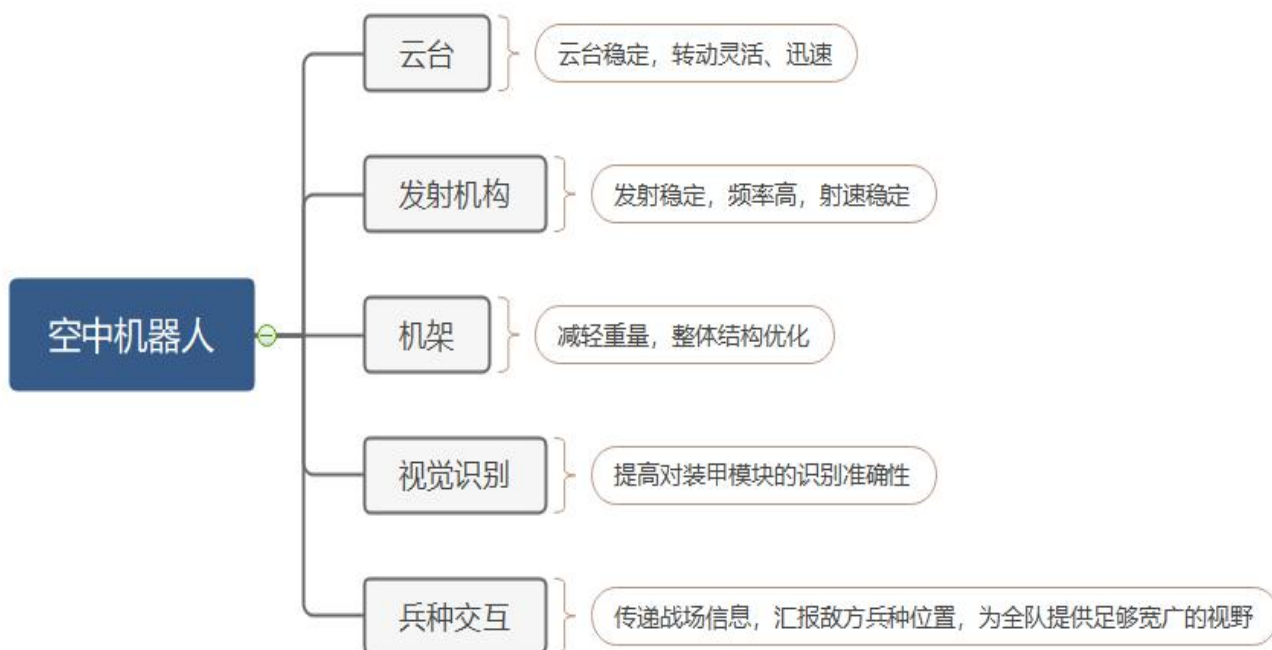 云台
云台稳定，转动灵活、迅速
发射机构
发射稳定，频率高，射速稳定
空中机器人
机架
减轻重量，整体结构优化
视觉识别
提高对装甲模块的识别准确性
兵种交互
传递战场信息，汇报敌方兵种位置，为全队提供足够宽广的视野